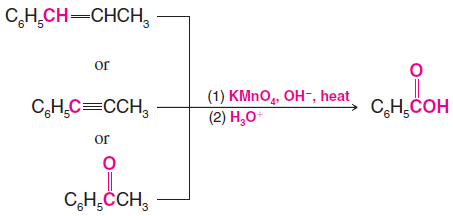 C₆H₅CH=CHCH₃
or
C₆H₅C≡CCH₃
or
O
C₆H₅CCH₃
(1) KMnO₄, OH⁻, heat
(2) H₃O⁺
O
C₆H₅COH